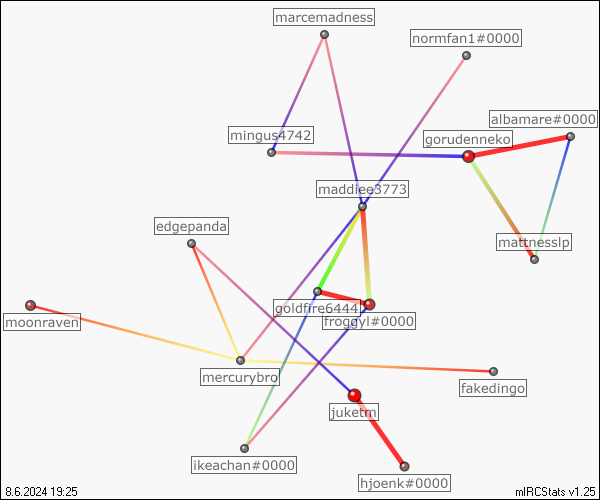 marcemadness
normfan1#0000
albamare#0000
mingus4742
gorudenneko
maddiee3773
edgepanda
mattnesslp
goldfire6444
froggyl#0000
moonraven
mercurybro
fakedingo
juketm
ikeachan#0000
hjoenk#0000
8.6.2024 19:25
mIRCStats v1.25